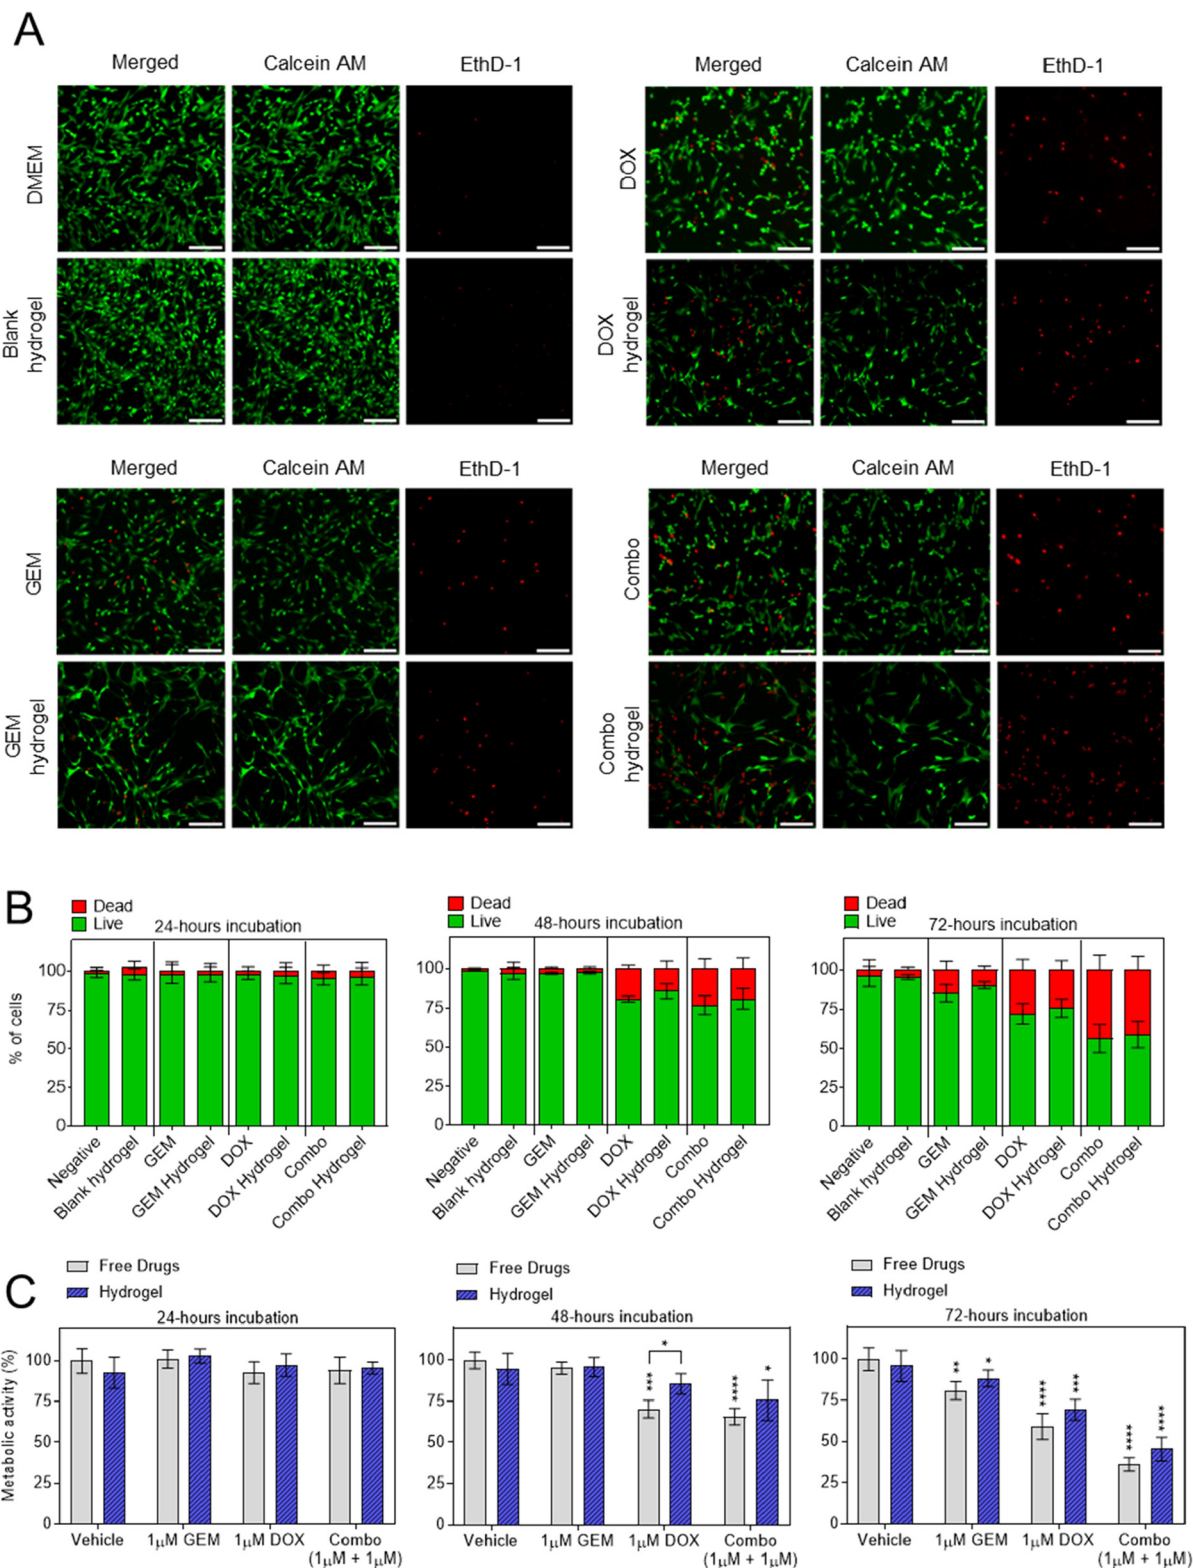 A
Merged Calcein AM EthD-1
DMEM
Blank
hydrogel
Merged Calcein AM EthD-1
DOX
DOX
hydrogel
Merged Calcein AM EthD-1
GEM
GEM
hydrogel
Merged Calcein AM EthD-1
Combo
Combo
hydrogel
B
Dead
Live
24-hours incubation
% of cells
100
75
50
25
0
Negative
Blank hydrogel
GEM
GEM Hydrogel
DOX
DOX Hydrogel
Combo
Combo Hydrogel
Dead
Live
48-hours incubation
100
75
50
25
0
Negative
Blank hydrogel
GEM
GEM Hydrogel
DOX
DOX Hydrogel
Combo
Combo Hydrogel
Dead
Live
72-hours incubation
100
75
50
25
0
Negative
Blank hydrogel
GEM
GEM Hydrogel
DOX
DOX Hydrogel
Combo
Combo Hydrogel
C
Free Drugs
Hydrogel
24-hours incubation
Metabolic activity (%)
100
75
50
25
0
Vehicle 1μM GEM 1μM DOX Combo
(1μM + 1μM)
Free Drugs
Hydrogel
48-hours incubation
100
75
50
25
0
*
***
****
*
Vehicle 1μM GEM 1μM DOX Combo
(1μM + 1μM)
Free Drugs
Hydrogel
72-hours incubation
100
75
50
25
0
**
*
****
***
****
****
Vehicle 1μM GEM 1μM DOX Combo
(1μM + 1μM)